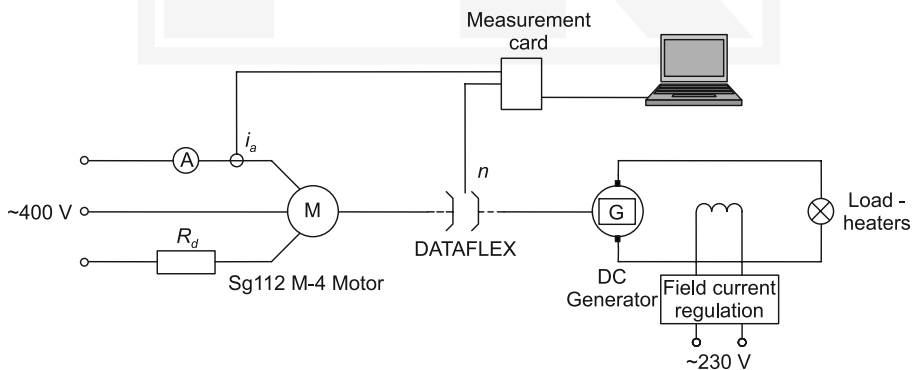 Measurement
card
i_a
A
n
~400 V
M
G
Load -
heaters
R_d
DATAFLEX
Sg112 M-4 Motor
DC
Generator
Field current
regulation
~230 V